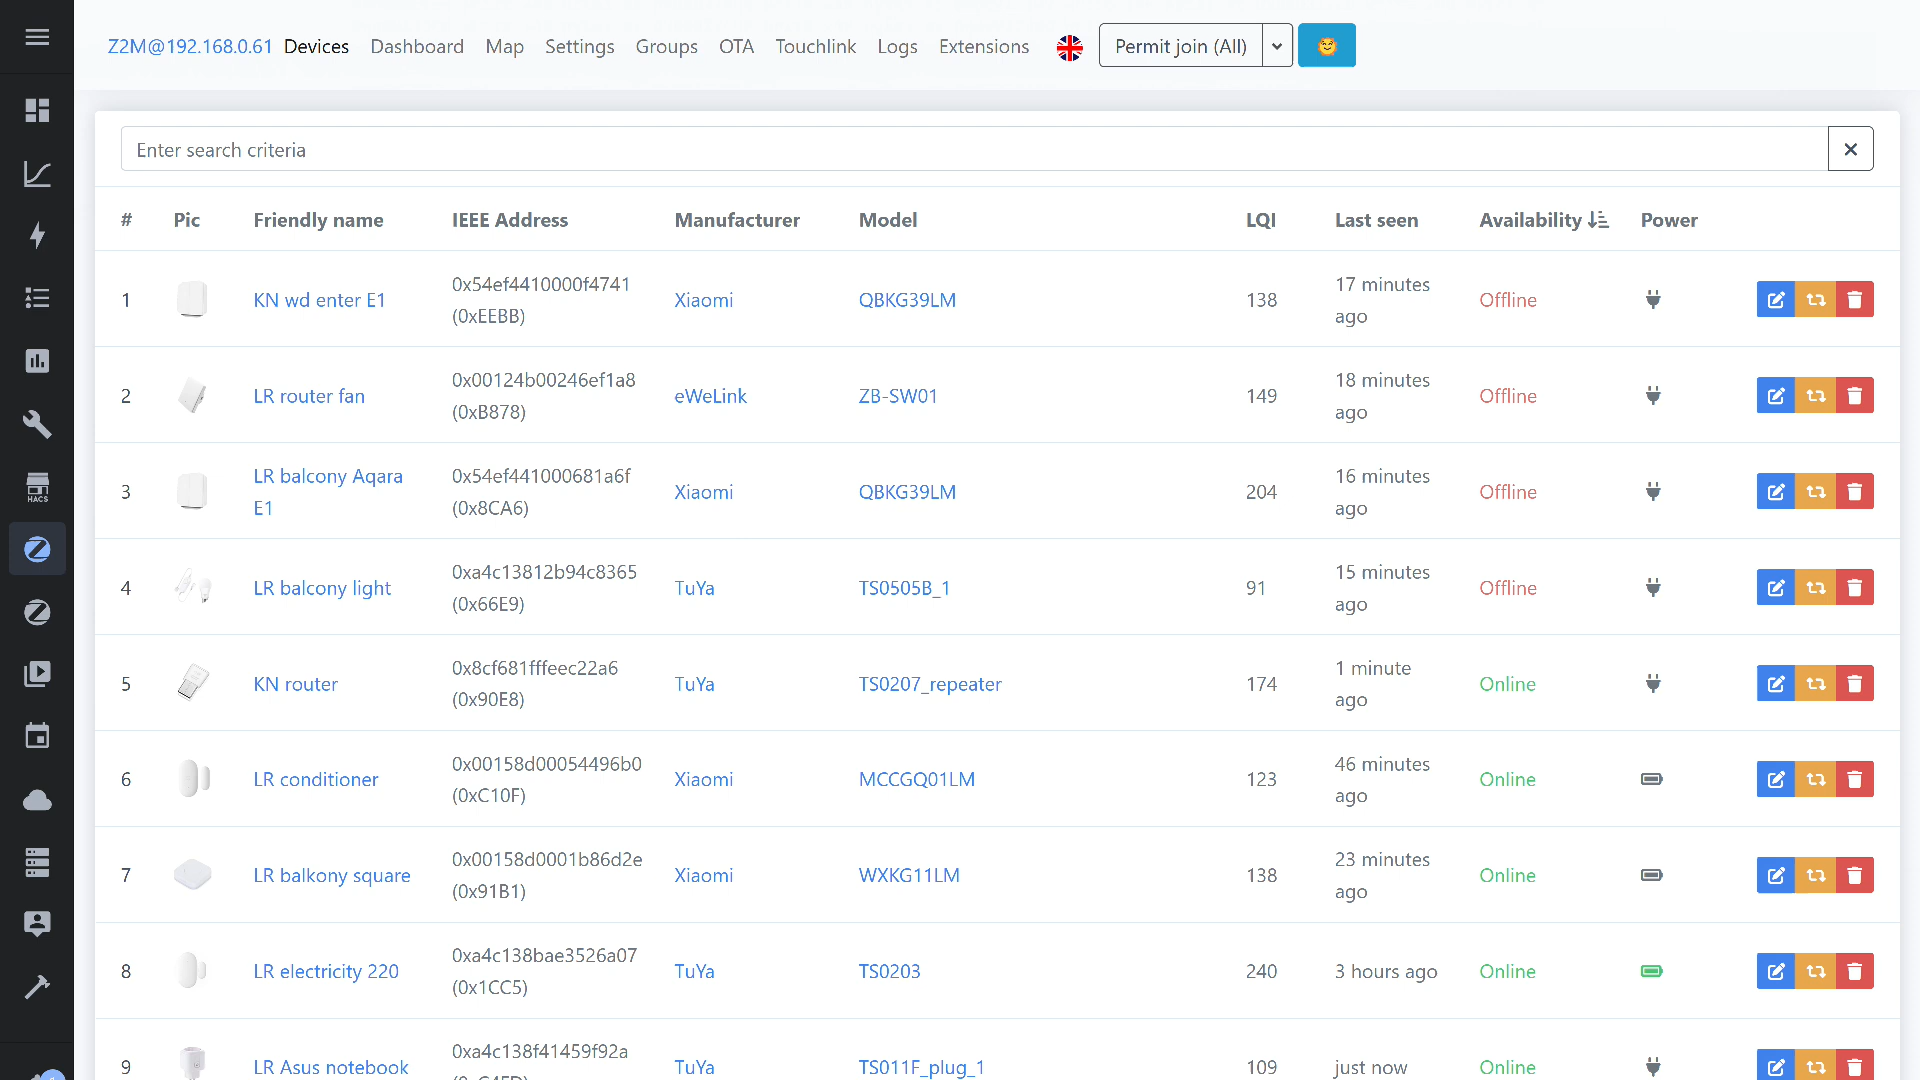 Z2M@192.168.0.61 Devices Dashboard Map Settings Groups OTA Touchlink Logs Extensions Permit join (All)
Enter search criteria
# Pic Friendly name IEEE Address Manufacturer Model LQI Last seen Availability Power
1 KN wd enter E1 0x54ef4410000f4741 (0xEEBB) Xiaomi QBKG39LM 138 17 minutes ago Offline
2 LR router fan 0x00124b00246ef1a8 (0xB878) eWeLink ZB-SW01 149 18 minutes ago Offline
3 LR balcony Aqara E1 0x54ef441000681a6f (0x8CA6) Xiaomi QBKG39LM 204 16 minutes ago Offline
4 LR balcony light 0xa4c13812b94c8365 (0x66E9) TuYa TS0505B_1 91 15 minutes ago Offline
5 KN router 0x8cf681fffeec22a6 (0x90E8) TuYa TS0207_repeater 174 1 minute ago Online
6 LR conditioner 0x00158d00054496b0 (0xC10F) Xiaomi MCCGQ01LM 123 46 minutes ago Online
7 LR balkony square 0x00158d0001b86d2e (0x91B1) Xiaomi WXKG11LM 138 23 minutes ago Online
8 LR electricity 220 0xa4c138bae3526a07 (0x1CC5) TuYa TS0203 240 3 hours ago Online
9 LR Asus notebook 0xa4c138f41459f92a TuYa TS011F_plug_1 109 just now Online
HACS